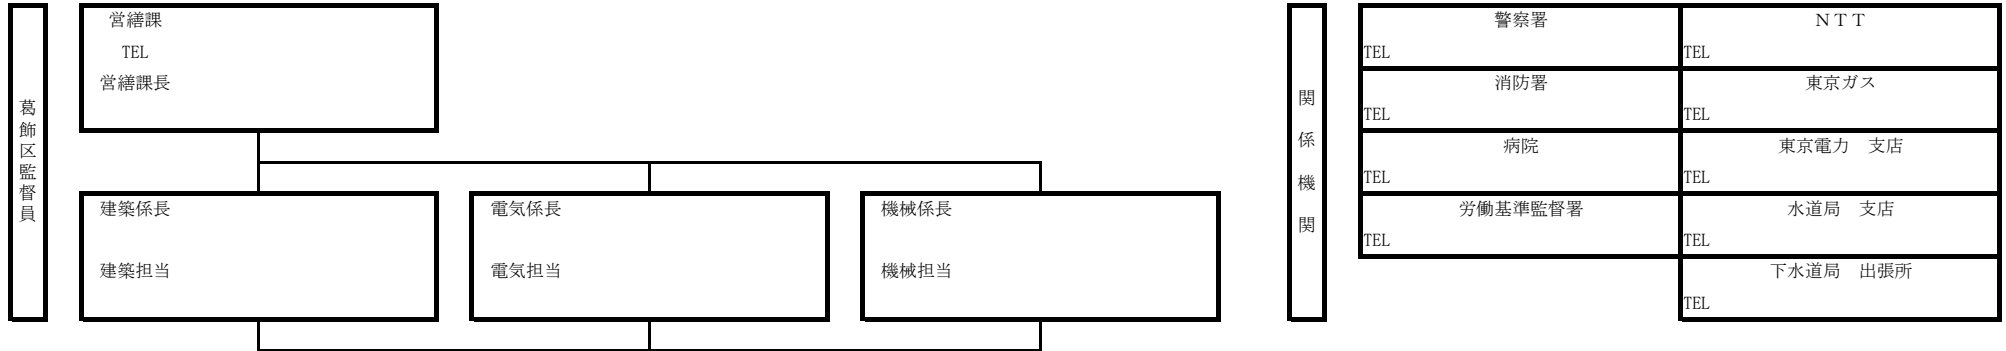 葛飾区監督員
営繕課
TEL
営繕課長
建築係長
建築担当
電気係長
電気担当
機械係長
機械担当
関係機関
警察署
TEL
ＮＴＴ
TEL
消防署
TEL
東京ガス
TEL
病院
TEL
東京電力　支店
TEL
労働基準監督署
TEL
水道局　支店
TEL
下水道局　出張所
TEL